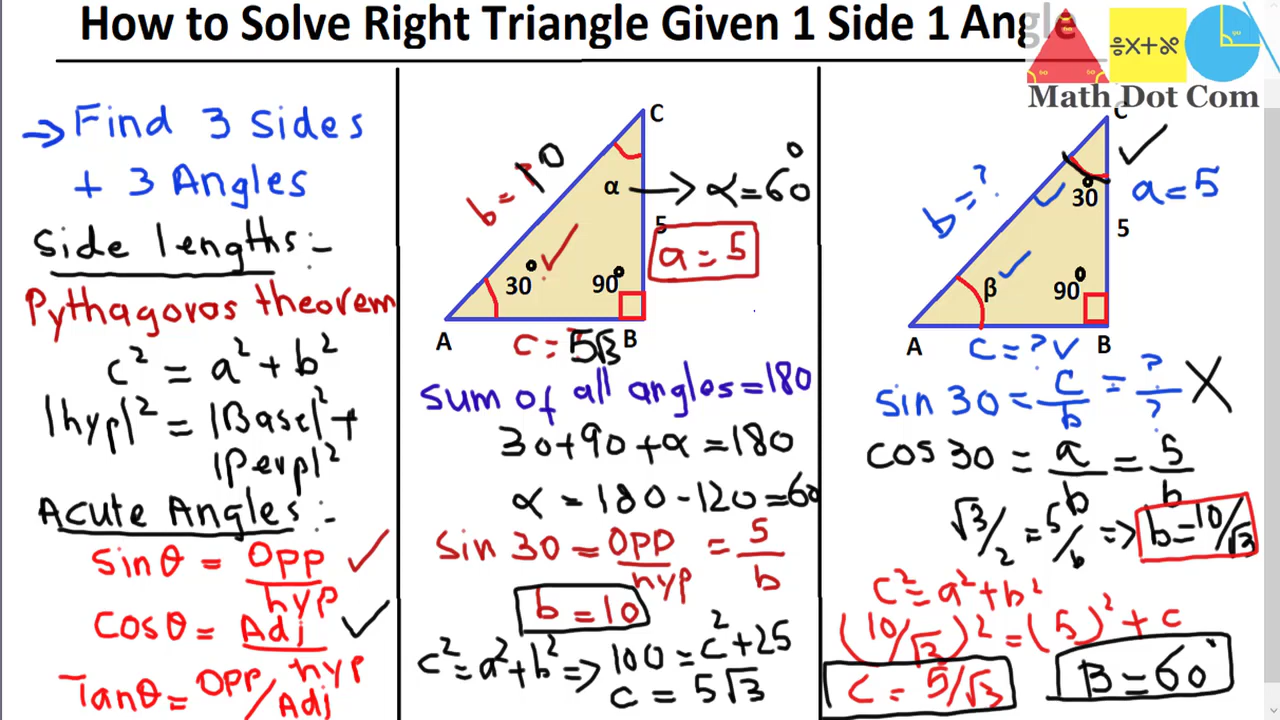 How to Solve Right Triangle Given 1 Side 1 Angle
÷×+
Math Dot Com
⇒ Find 3 Sides
+ 3 Angles
Side lengths:-
Pythagoras theorem
c² = a² + b²
|hyp|² = |Base|² +
|Perp|²
Acute Angles:-
Sinθ = Opp/hyp ✓
Cosθ = Adj/hyp ✓
Tanθ = Opp/Adj
C
b = 10
α → α = 60°
5
a = 5
30° ✓
90°
A
c = 5√3
B
Sum of all angles = 180
30 + 90 + α = 180
α = 180 - 120 = 60
Sin 30 = Opp/hyp = 5/b
b = 10
c² = a² + b² ⇒ 100 = c² + 25
c = 5√3
C
✓
b = ?
30°
a = 5
5
β ✓
90°
A
c = ? ✓
B
Sin 30 = c/b = ?/? X
Cos 30 = a/b = 5/b
√3/2 = 5/b ⇒ b = 10/√3
c² = a² + b²
(10/√3)² = (5)² + c
c = 5/√3
B = 60°